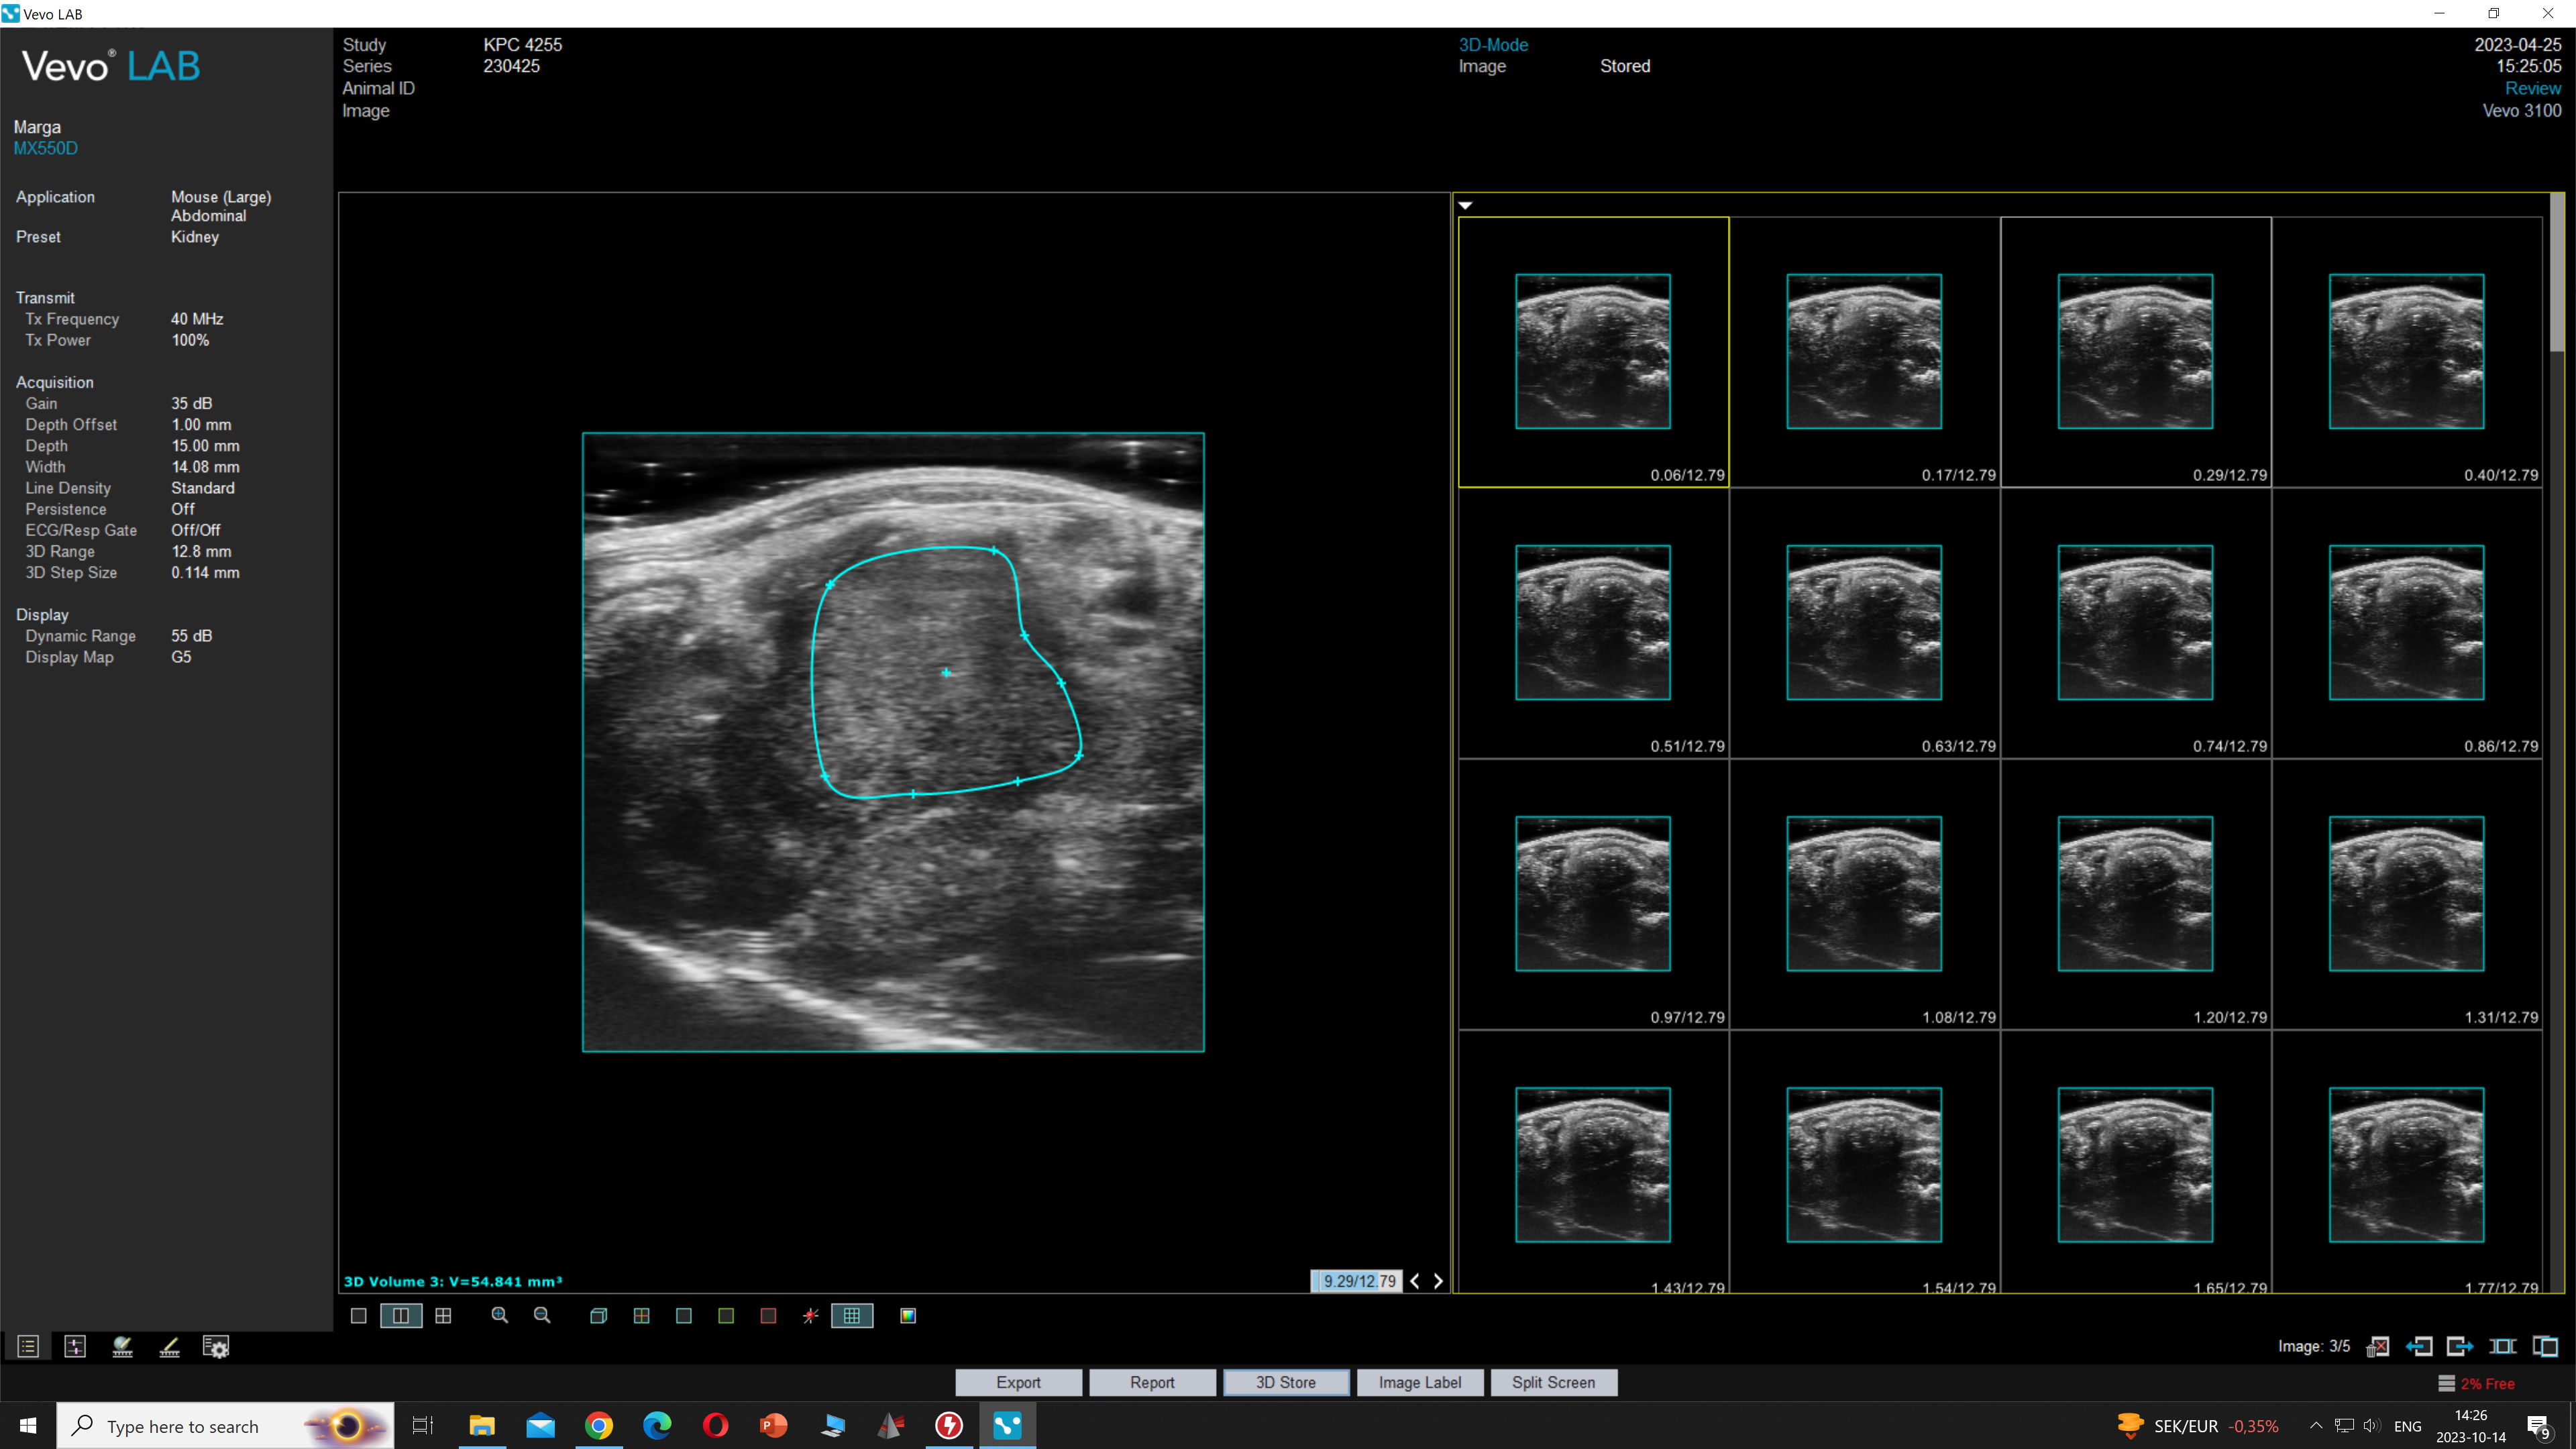 Vevo LAB
Vevo® LAB
Study KPC 4255
Series 230425
Animal ID
Image
3D-Mode
Image Stored
2023-04-25
15:25:05
Review
Vevo 3100
Marga
MX550D
Application Mouse (Large)
Abdominal
Preset Kidney
Transmit
Tx Frequency 40 MHz
Tx Power 100%
Acquisition
Gain 35 dB
Depth Offset 1.00 mm
Depth 15.00 mm
Width 14.08 mm
Line Density Standard
Persistence Off
ECG/Resp Gate Off/Off
3D Range 12.8 mm
3D Step Size 0.114 mm
Display
Dynamic Range 55 dB
Display Map G5
0.06/12.79 0.17/12.79 0.29/12.79 0.40/12.79
0.51/12.79 0.63/12.79 0.74/12.79 0.86/12.79
0.97/12.79 1.08/12.79 1.20/12.79 1.31/12.79
1.43/12.79 1.54/12.79 1.65/12.79 1.77/12.79
3D Volume 3: V=54.841 mm³
9.29/12.79
Image: 3/5
Export Report 3D Store Image Label Split Screen
2% Free
Type here to search
SEK/EUR -0,35%
ENG
14:26
2023-10-14
9